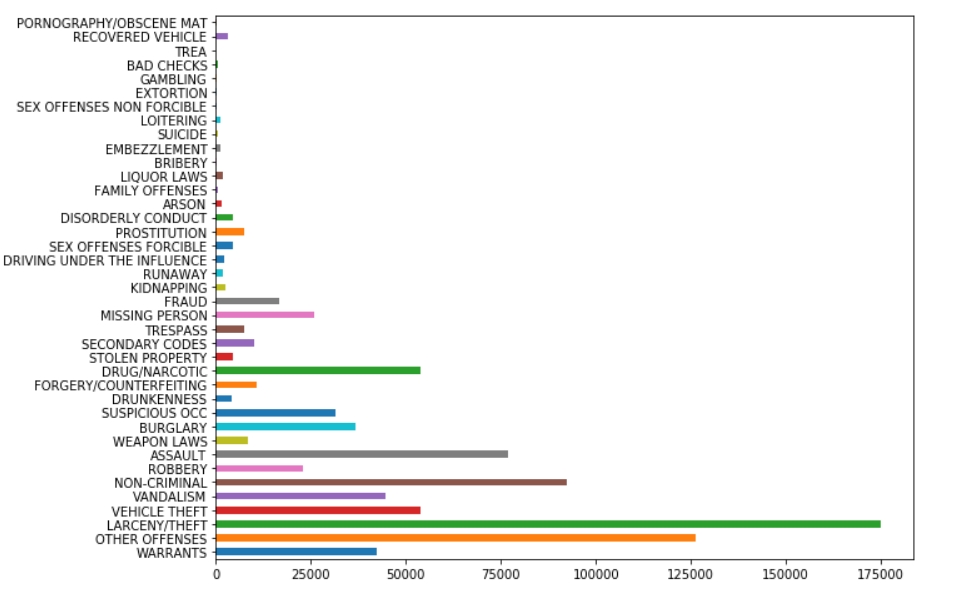 PORNOGRAPHY/OBSCENE MAT
RECOVERED VEHICLE
TREA
BAD CHECKS
GAMBLING
EXTORTION
SEX OFFENSES NON FORCIBLE
LOITERING
SUICIDE
EMBEZZLEMENT
BRIBERY
LIQUOR LAWS
FAMILY OFFENSES
ARSON
DISORDERLY CONDUCT
PROSTITUTION
SEX OFFENSES FORCIBLE
DRIVING UNDER THE INFLUENCE
RUNAWAY
KIDNAPPING
FRAUD
MISSING PERSON
TRESPASS
SECONDARY CODES
STOLEN PROPERTY
DRUG/NARCOTIC
FORGERY/COUNTERFEITING
DRUNKENNESS
SUSPICIOUS OCC
BURGLARY
WEAPON LAWS
ASSAULT
ROBBERY
NON-CRIMINAL
VANDALISM
VEHICLE THEFT
LARCENY/THEFT
OTHER OFFENSES
WARRANTS
0 25000 50000 75000 100000 125000 150000 175000